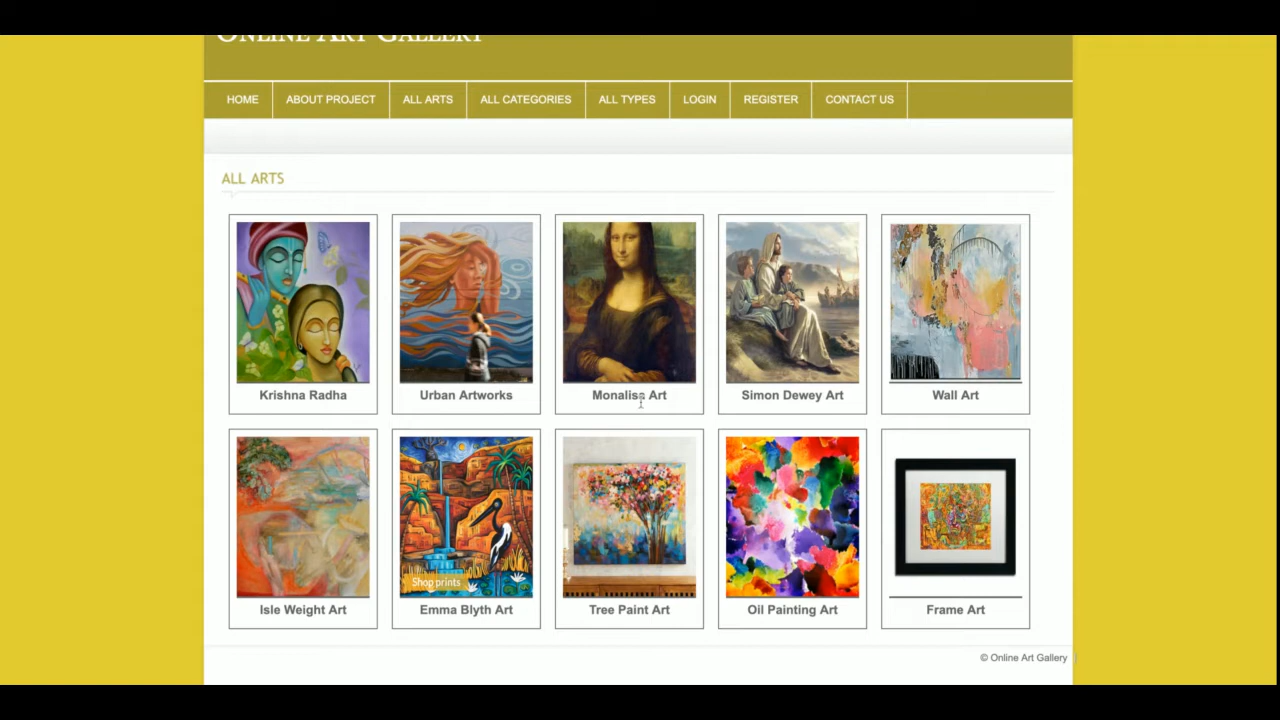 ONLINE ART GALLERY
HOME ABOUT PROJECT ALL ARTS ALL CATEGORIES ALL TYPES LOGIN REGISTER CONTACT US
ALL ARTS
Krishna Radha Urban Artworks Monalisa Art Simon Dewey Art Wall Art
Shop prints
Isle Weight Art Emma Blyth Art Tree Paint Art Oil Painting Art Frame Art
© Online Art Gallery